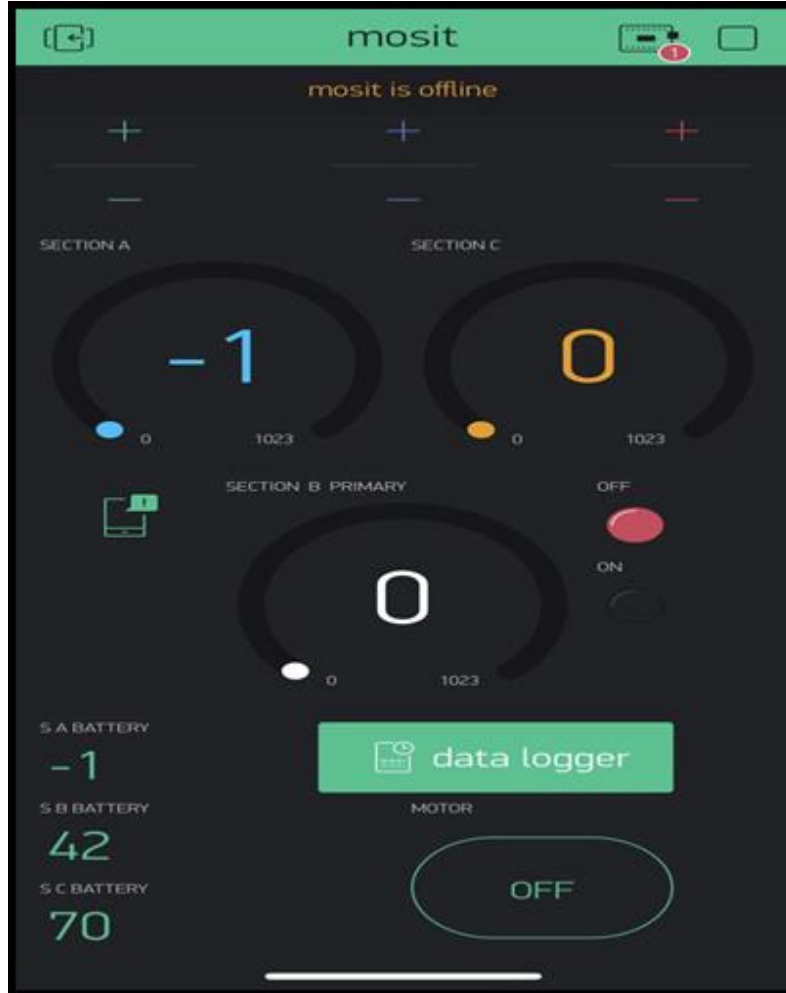 mosit
1
mosit is offline
+ + +
− − −
SECTION A SECTION C
-1 0
0 1023 0 1023
SECTION B PRIMARY OFF
0
ON
0 1023
S A BATTERY
-1
data logger
S B BATTERY MOTOR
42
OFF
S C BATTERY
70